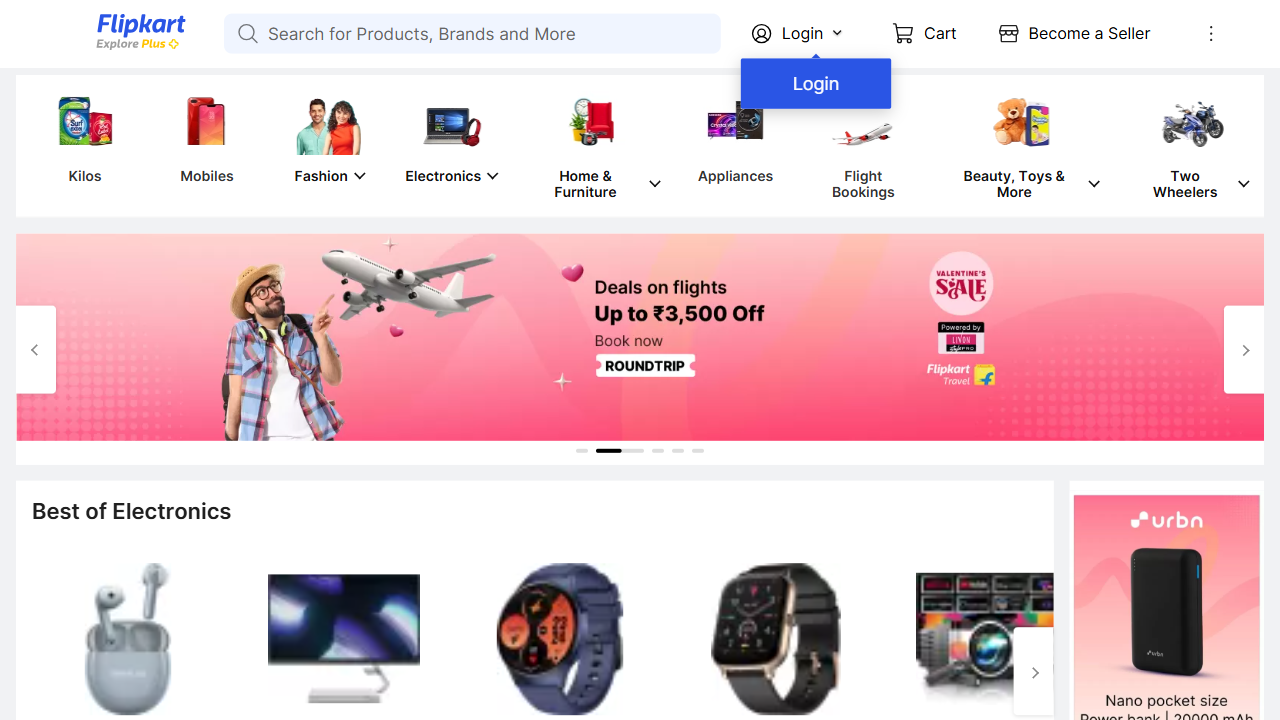 Flipkart
Explore Plus
Search for Products, Brands and More
Login
Cart
Become a Seller
Login
Kilos
Mobiles
Fashion
Electronics
Home & Furniture
Appliances
Flight Bookings
Beauty, Toys & More
Two Wheelers
Deals on flights
Up to ₹3,500 Off
Book now
ROUNDTRIP
VALENTINE'S
SALE
Powered by
LIVON
Flipkart
Travel
Best of Electronics
urbn
Nano pocket size
Power bank | 20000 mAh